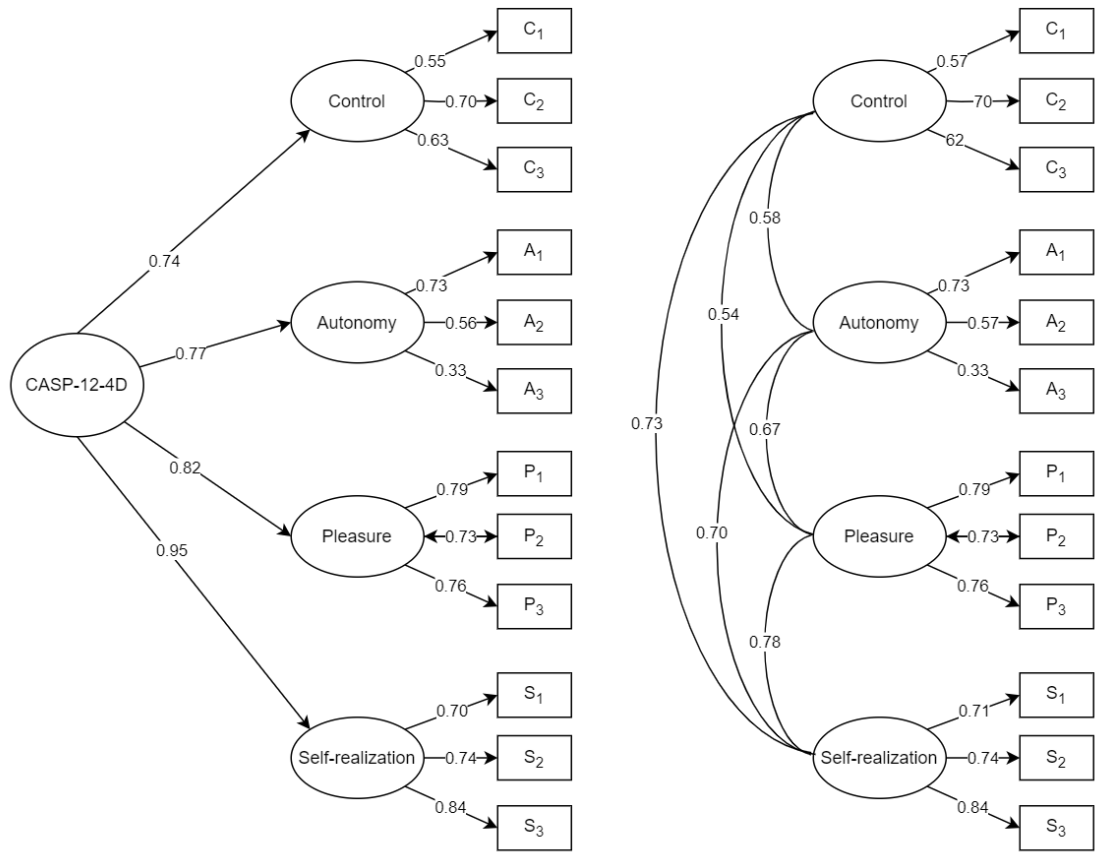 C1
0.55
Control
0.70
C2
0.63
C3
0.74
A1
0.73
Autonomy
0.56
A2
0.77
0.33
A3
CASP-12-4D
0.82
P1
0.79
Pleasure
0.73
P2
0.76
P3
0.95
S1
0.70
Self-realization
0.74
S2
0.84
S3
C1
0.57
Control
70
C2
62
C3
0.58
A1
0.73
Autonomy
0.57
A2
0.33
A3
0.54
0.73
0.67
P1
0.79
Pleasure
0.73
P2
0.76
P3
0.70
0.78
S1
0.71
Self-realization
0.74
S2
0.84
S3